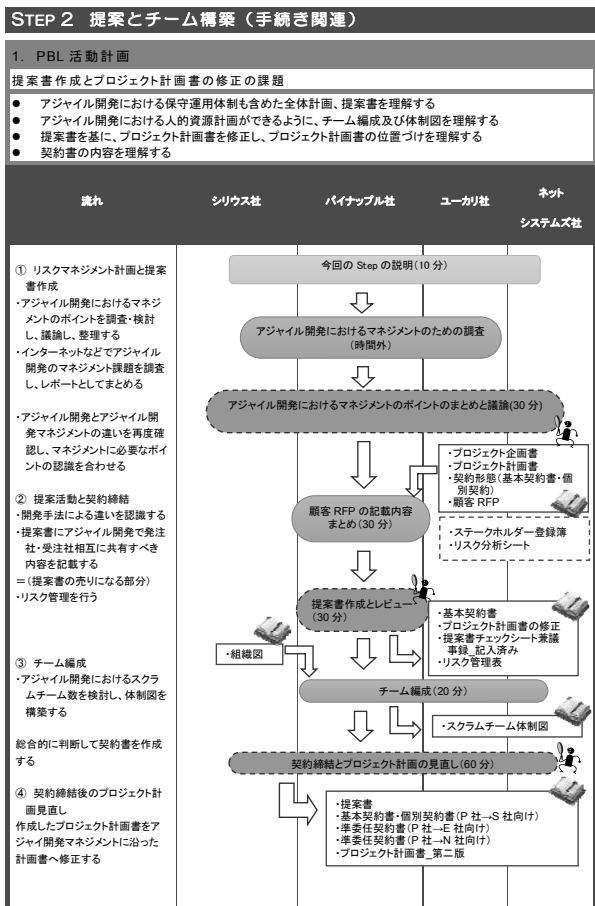 STEP 2 提案とチーム構築（手続き関連）
1. PBL 活動計画
提案書作成とプロジェクト計画書の修正の課題
● アジャイル開発における保守運用体制も含めた全体計画、提案書を理解する
● アジャイル開発における人的資源計画ができるように、チーム編成及び体制図を理解する
● 提案書を基に、プロジェクト計画書を修正し、プロジェクト計画書の位置づけを理解する
● 契約書の内容を理解する
流れ
シリウス社
パイナップル社
ユーカリ社
ネット
システムズ社
① リスクマネジメント計画と提案
書作成
・アジャイル開発におけるマネジ
メントのポイントを調査・検討
し、議論し、整理する
・インターネットなどでアジャイル
開発のマネジメント課題を調査
し、レポートとしてまとめる
・アジャイル開発とアジャイル開
発マネジメントの違いを再度確
認し、マネジメントに必要なポイ
ントの認識を合わせる
② 提案活動と契約締結
・開発手法による違いを認識する
・提案書にアジャイル開発で発注
社・受注社相互に共有すべき
内容を記載する
＝（提案書の売りになる部分）
・リスク管理を行う
③ チーム編成
・アジャイル開発におけるスクラ
ムチーム数を検討し、体制図を
構築する
総合的に判断して契約書を作成
する
④ 契約締結後のプロジェクト計
画見直し
作成したプロジェクト計画書をア
ジャイ開発マネジメントに沿った
計画書へ修正する
今回の Step の説明（10 分）
アジャイル開発におけるマネジメントのための調査
（時間外）
アジャイル開発におけるマネジメントのポイントのまとめと議論(30 分)
・プロジェクト企画書
・プロジェクト計画書
・契約形態（基本契約書・個
別契約）
・顧客 RFP
顧客 RFP の記載内容
まとめ（30 分）
・ステークホルダー登録簿
・リスク分析シート
提案書作成とレビュー
（30 分）
・基本契約書
・プロジェクト計画書の修正
・提案書チェックシート兼議
事録_記入済み
・リスク管理表
・組織図
チーム編成（20 分）
・スクラムチーム体制図
契約締結とプロジェクト計画の見直し（60 分）
・提案書
・基本契約書・個別契約書（P 社→S 社向け）
・準委任契約書（P 社→E 社向け）
・準委任契約書（P 社→N 社向け）
・プロジェクト計画書_第二版